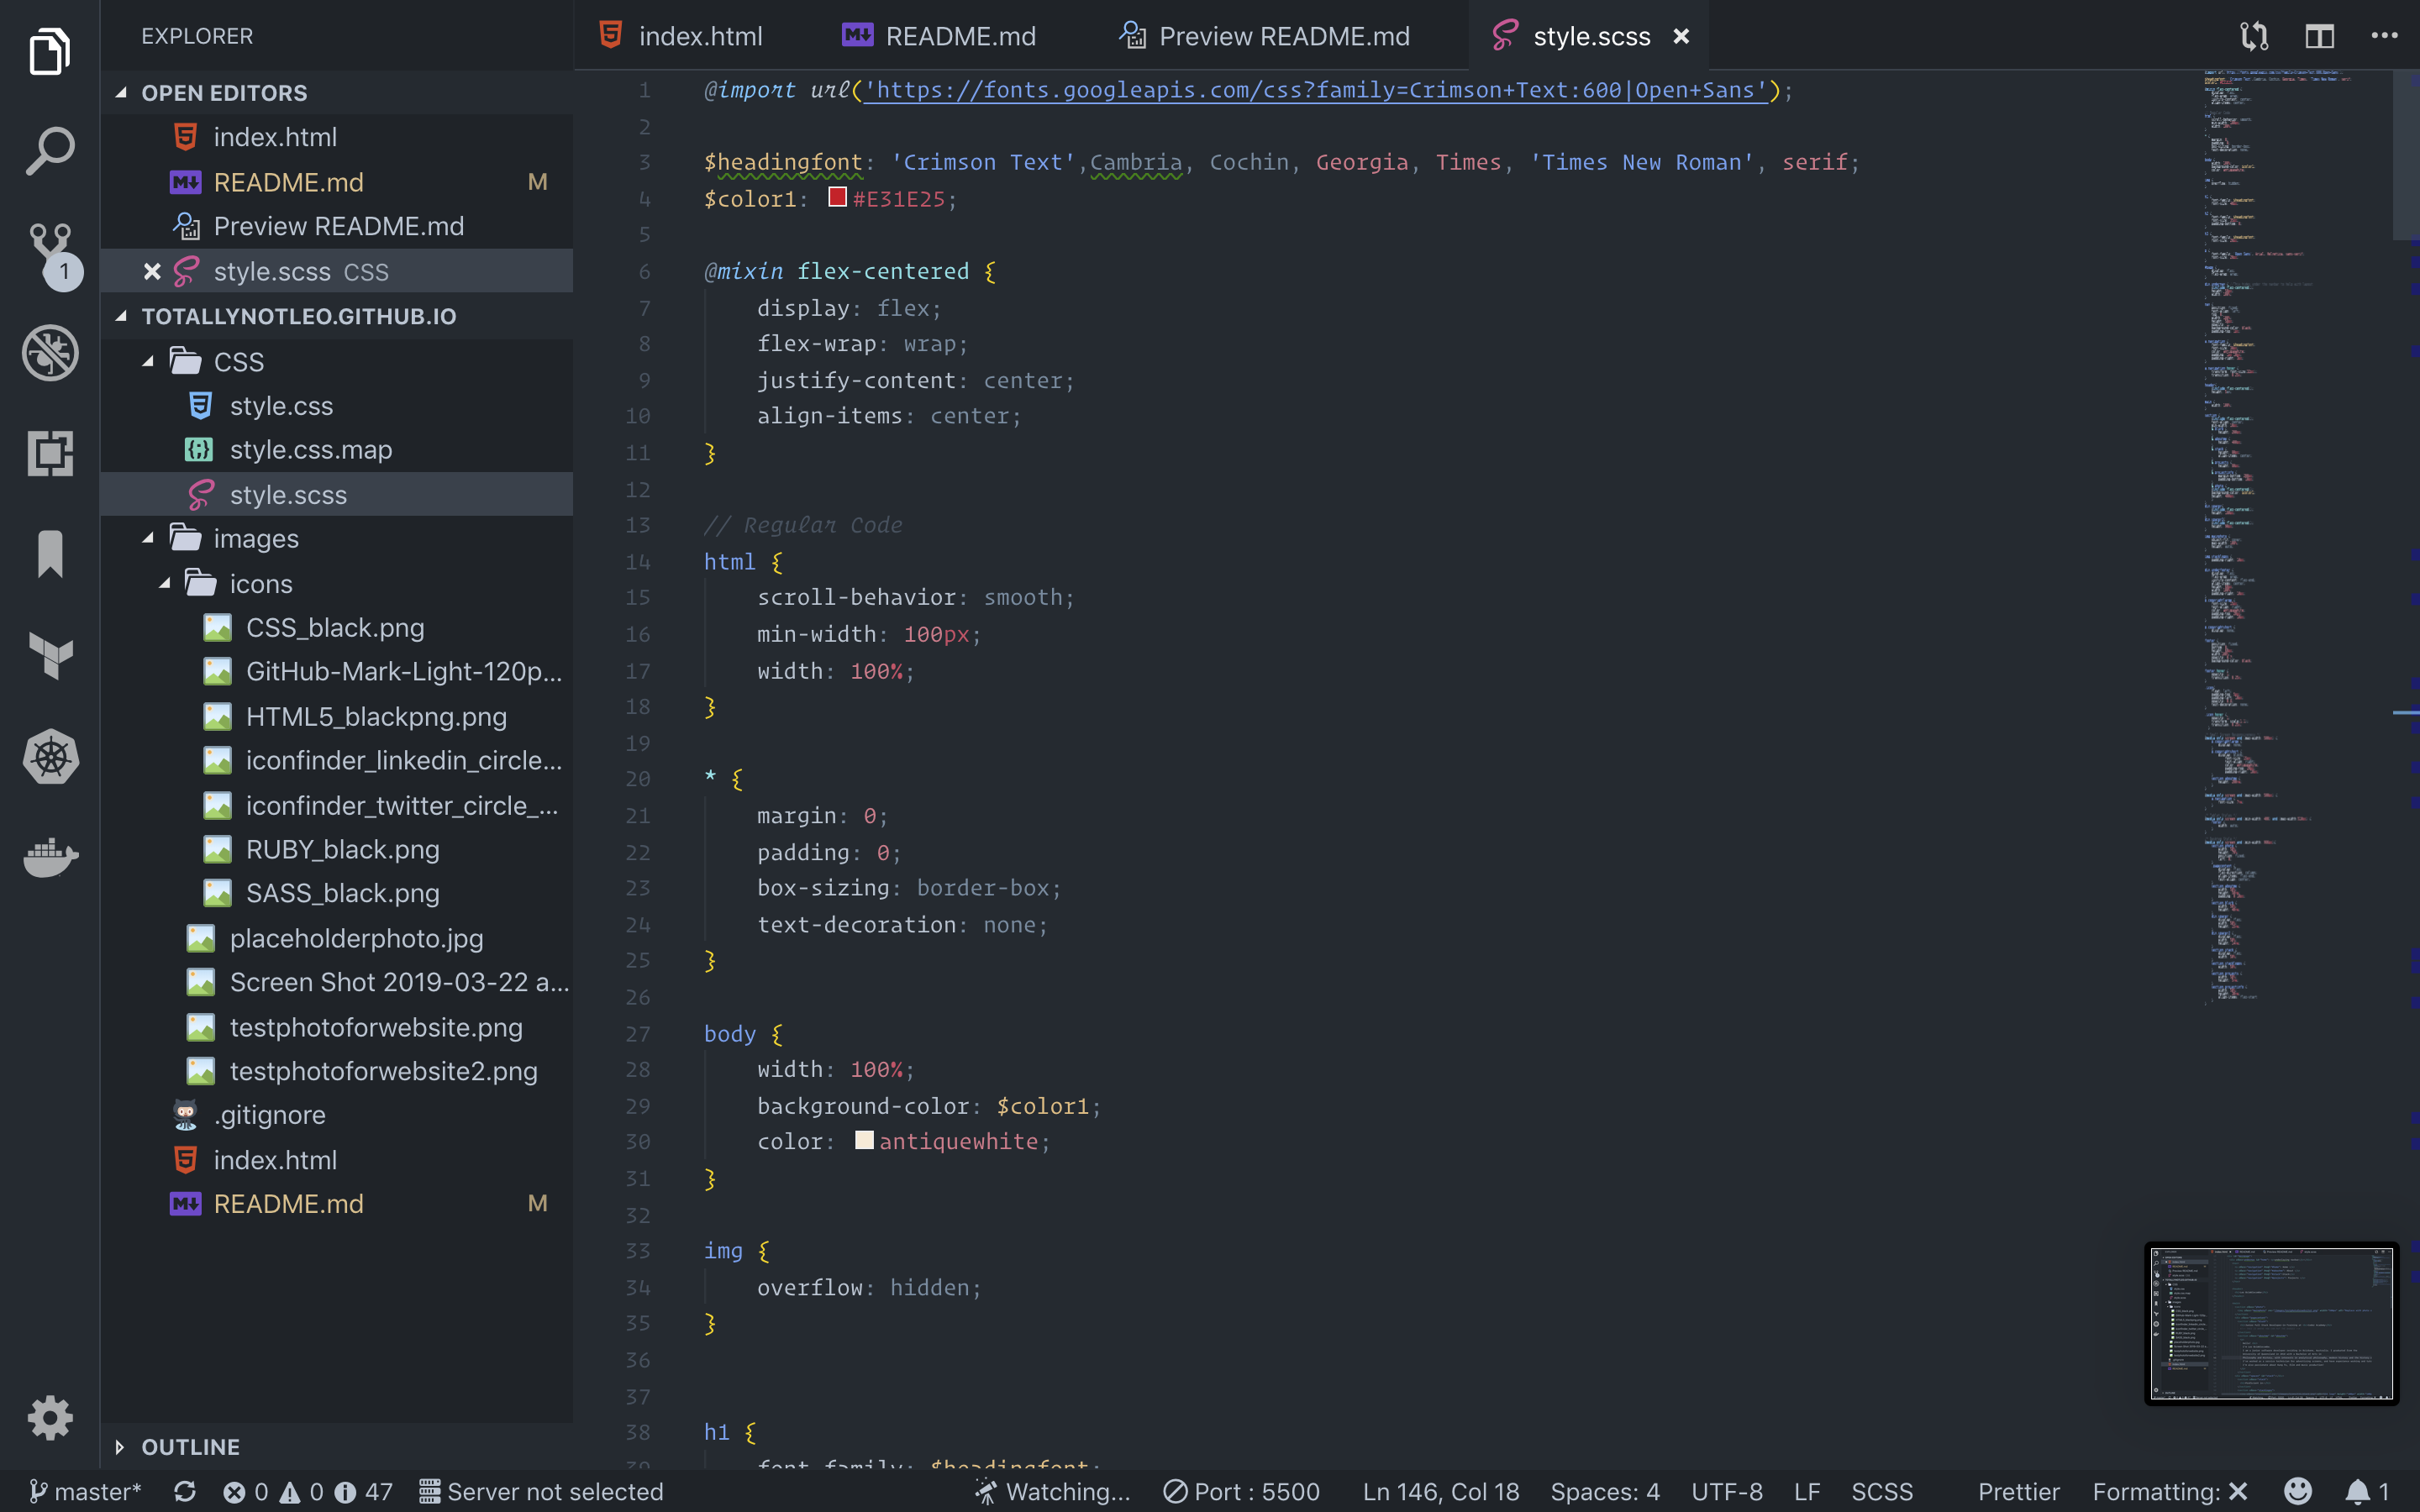 EXPLORER
OPEN EDITORS
index.html
README.md M
Preview README.md
style.scss CSS
1
TOTALLYNOTLEO.GITHUB.IO
CSS
style.css
style.css.map
style.scss
images
icons
CSS_black.png
GitHub-Mark-Light-120p...
HTML5_blackpng.png
iconfinder_linkedin_circle...
iconfinder_twitter_circle_...
RUBY_black.png
SASS_black.png
placeholderphoto.jpg
Screen Shot 2019-03-22 a...
testphotoforwebsite.png
testphotoforwebsite2.png
.gitignore
index.html
README.md M
OUTLINE
index.html README.md Preview README.md style.scss
1 @import url('https://fonts.googleapis.com/css?family=Crimson+Text:600|Open+Sans');
2
3 $headingfont: 'Crimson Text',Cambria, Cochin, Georgia, Times, 'Times New Roman', serif;
4 $color1: #E31E25;
5
6 @mixin flex-centered {
7 display: flex;
8 flex-wrap: wrap;
9 justify-content: center;
10 align-items: center;
11 }
12
13 // Regular Code
14 html {
15 scroll-behavior: smooth;
16 min-width: 100px;
17 width: 100%;
18 }
19
20 * {
21 margin: 0;
22 padding: 0;
23 box-sizing: border-box;
24 text-decoration: none;
25 }
26
27 body {
28 width: 100%;
29 background-color: $color1;
30 color: antiquewhite;
31 }
32
33 img {
34 overflow: hidden;
35 }
36
37
38 h1 {
39 font-family: $headingfont;
master* 0 0 47 Server not selected Watching... Port : 5500 Ln 146, Col 18 Spaces: 4 UTF-8 LF SCSS Prettier Formatting: 1